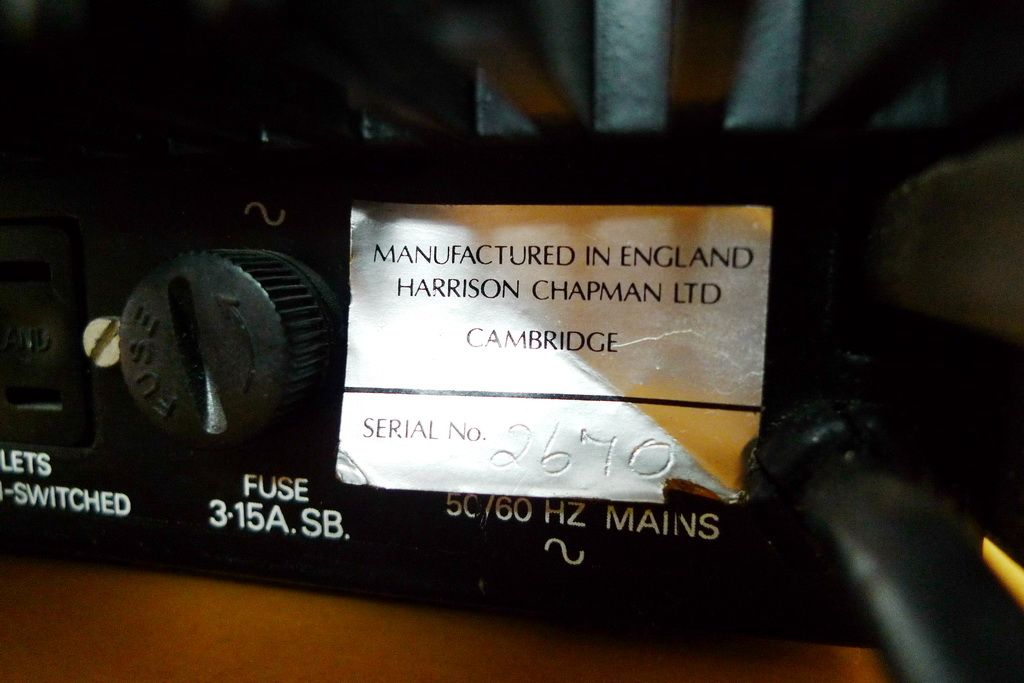 MANUFACTURED IN ENGLAND
HARRISON CHAPMAN LTD
CAMBRIDGE
SERIAL No. 2670
FUSE
LAND
LETS
-SWITCHED
FUSE
3·15A. SB.
50/60 HZ MAINS